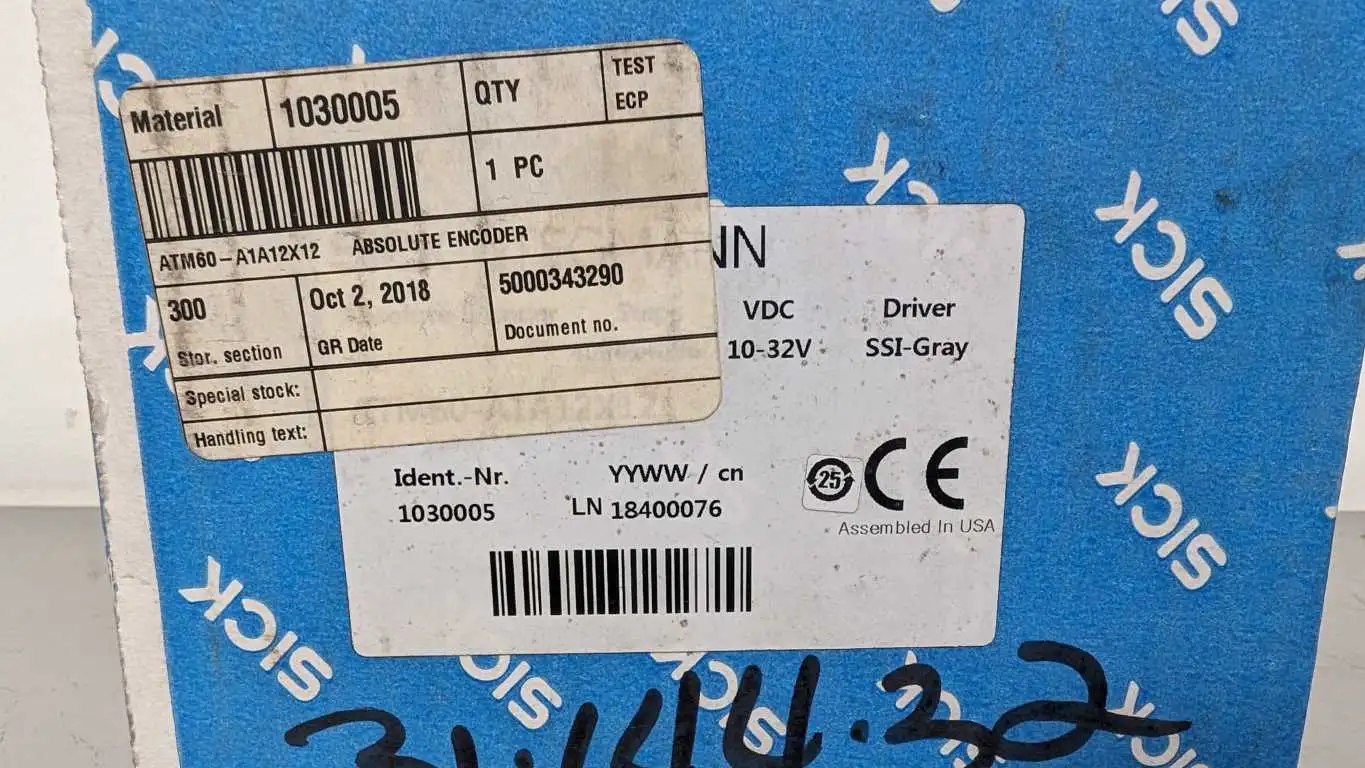 Material 1030005 QTY TEST
ECP
1 PC
ATM60-A1A12X12 ABSOLUTE ENCODER
300 Oct 2, 2018 5000343290
Stor. section GR Date Document no.
Special stock:
Handling text:
NN
VDC Driver
10-32V SSI-Gray
Ident.-Nr. YYWW / cn
1030005 LN 18400076
25
CE
Assembled In USA
SICK
SICK
SICK
SICK
SICK
SICK
SICK